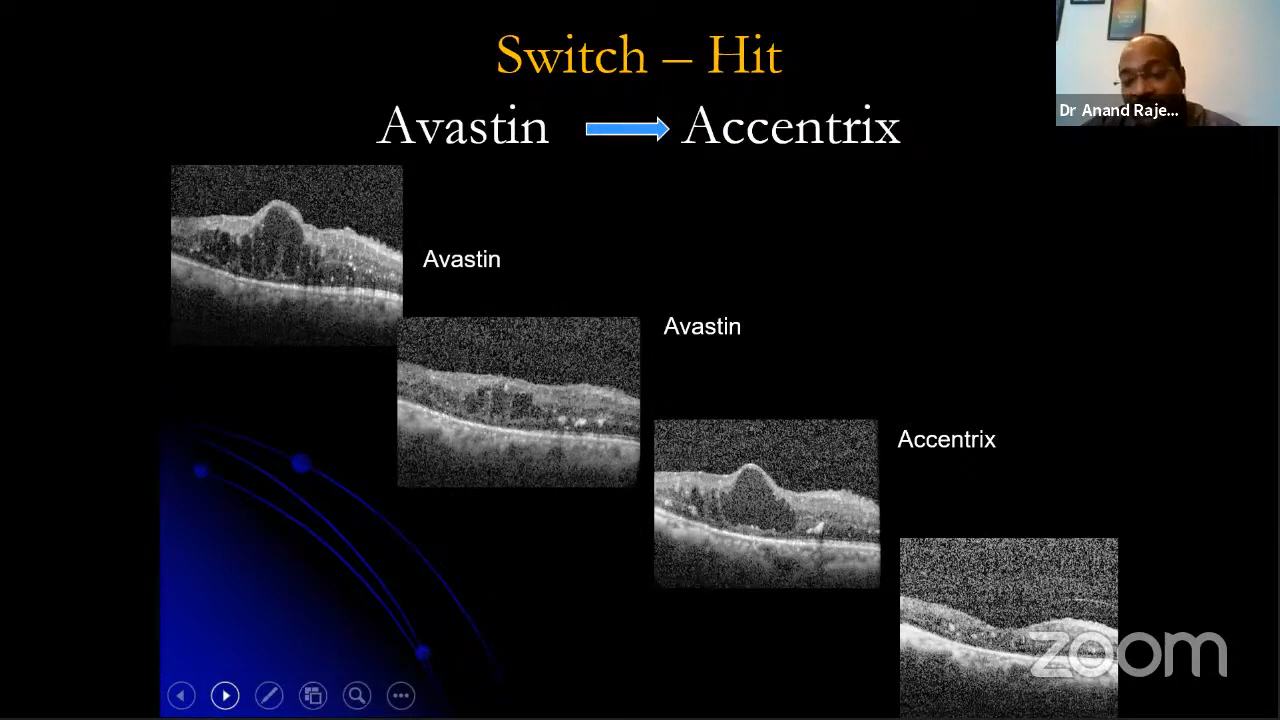 Switch – Hit
Avastin Accentrix
Dr Anand Raje...
Avastin
Avastin
Accentrix
zoom